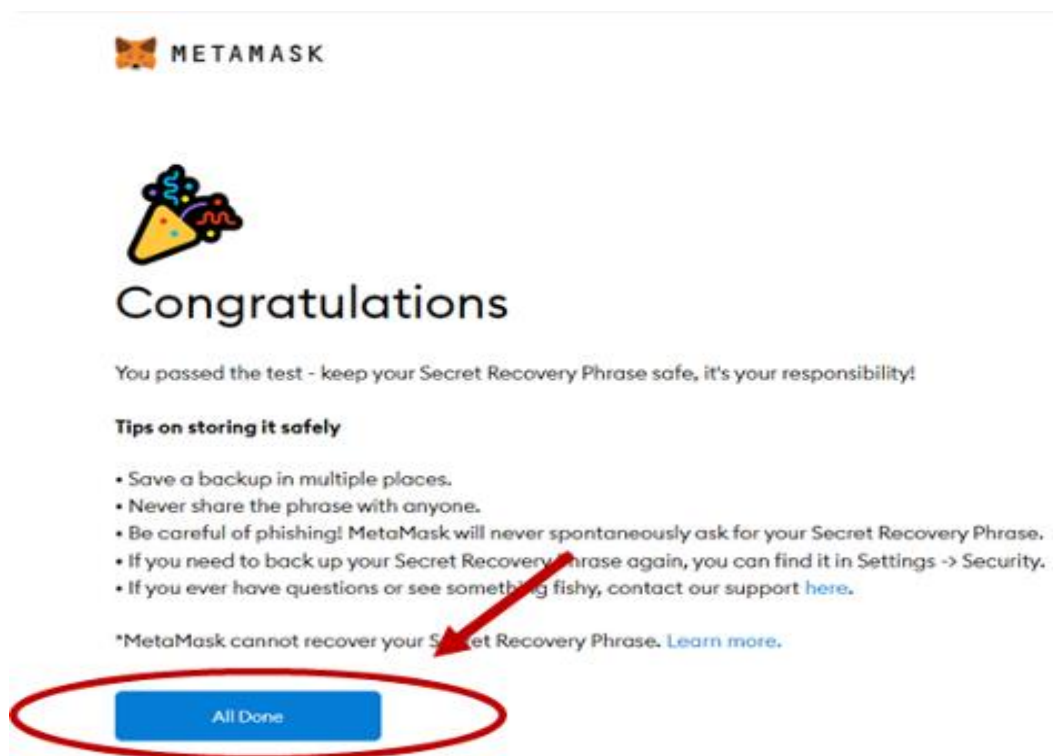 METAMASK
Congratulations
You passed the test - keep your Secret Recovery Phrase safe, it's your responsibility!
Tips on storing it safely
• Save a backup in multiple places.
• Never share the phrase with anyone.
• Be careful of phishing! MetaMask will never spontaneously ask for your Secret Recovery Phrase.
• If you need to back up your Secret Recovery Phrase again, you can find it in Settings -> Security.
• If you ever have questions or see something fishy, contact our support here.
*MetaMask cannot recover your Secret Recovery Phrase. Learn more.
All Done